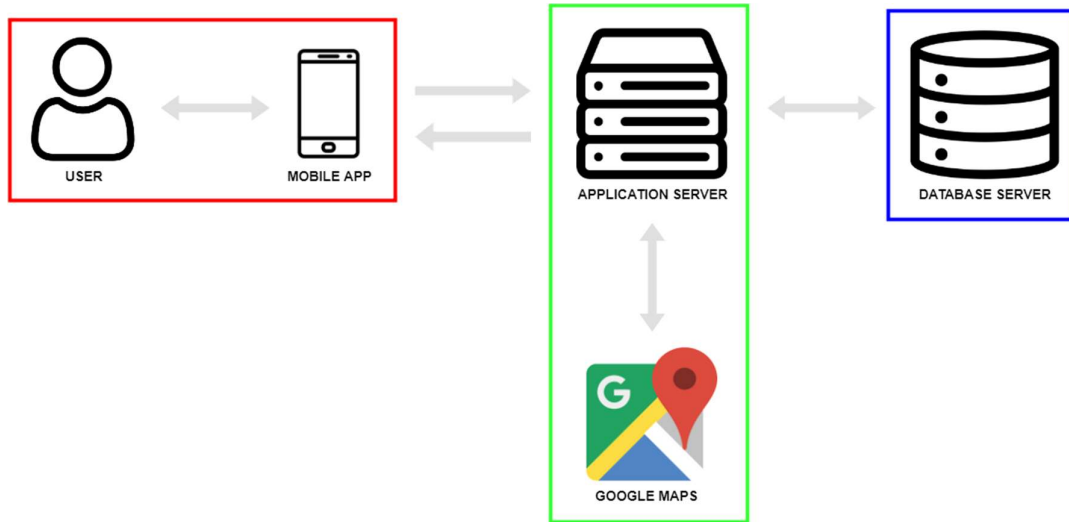 USER
MOBILE APP
APPLICATION SERVER
DATABASE SERVER
G
GOOGLE MAPS